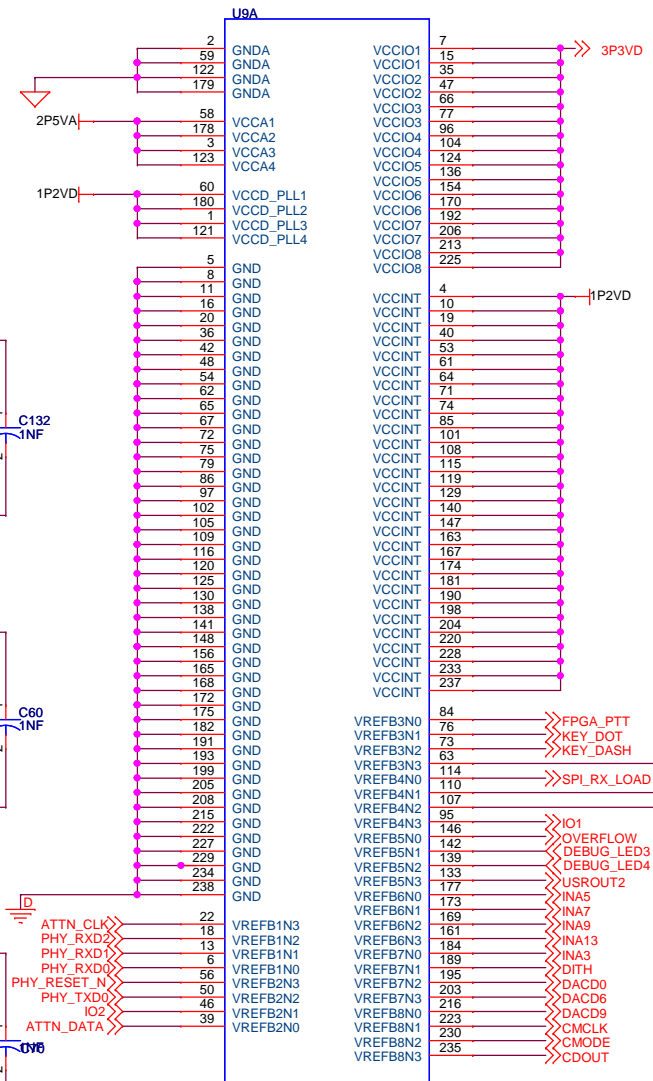 U9A
2 GNDA
59 GNDA
122 GNDA
179 GNDA
2P5VA 58 VCCA1
178 VCCA2
3 VCCA3
123 VCCA4
1P2VD 60 VCCD_PLL1
180 VCCD_PLL2
1 VCCD_PLL3
121 VCCD_PLL4
5 GND
8 GND
11 GND
16 GND
20 GND
36 GND
42 GND
48 GND
54 GND
62 GND
65 GND
67 GND
72 GND
75 GND
79 GND
86 GND
97 GND
102 GND
105 GND
109 GND
116 GND
120 GND
125 GND
130 GND
138 GND
141 GND
148 GND
156 GND
165 GND
168 GND
172 GND
175 GND
182 GND
191 GND
193 GND
199 GND
205 GND
208 GND
215 GND
222 GND
227 GND
229 GND
234 GND
238 GND
D
ATTN_CLK 22 VREFB1N3
PHY_RXD2 18 VREFB1N2
PHY_RXD1 13 VREFB1N1
PHY_RXD0 6 VREFB1N0
PHY_RESET_N 56 VREFB2N3
PHY_TXD0 50 VREFB2N2
IO2 46 VREFB2N1
ATTN_DATA 39 VREFB2N0
C132
1NF
C60
1NF
VCCIO1 7 3P3VD
VCCIO1 15
VCCIO2 35
VCCIO2 47
VCCIO3 66
VCCIO3 77
VCCIO4 96
VCCIO4 104
VCCIO5 124
VCCIO5 136
VCCIO6 154
VCCIO6 170
VCCIO7 192
VCCIO7 206
VCCIO8 213
VCCIO8 225
VCCINT 4 1P2VD
VCCINT 10
VCCINT 19
VCCINT 40
VCCINT 53
VCCINT 61
VCCINT 64
VCCINT 71
VCCINT 74
VCCINT 85
VCCINT 101
VCCINT 108
VCCINT 115
VCCINT 119
VCCINT 129
VCCINT 140
VCCINT 147
VCCINT 163
VCCINT 167
VCCINT 174
VCCINT 181
VCCINT 190
VCCINT 198
VCCINT 204
VCCINT 220
VCCINT 228
VCCINT 233
VCCINT 237
VREFB3N0 84 FPGA_PTT
VREFB3N1 76 KEY_DOT
VREFB3N2 73 KEY_DASH
VREFB3N3 63
VREFB4N0 114 SPI_RX_LOAD
VREFB4N1 110
VREFB4N2 107
VREFB4N3 95 IO1
VREFB5N0 146 OVERFLOW
VREFB5N1 142 DEBUG_LED3
VREFB5N2 139 DEBUG_LED4
VREFB5N3 133 USROUT2
VREFB6N0 177 INA5
VREFB6N1 173 INA7
VREFB6N2 169 INA9
VREFB6N3 161 INA13
VREFB7N0 184 INA3
VREFB7N1 189 DITH
VREFB7N2 195 DACD0
VREFB7N3 203 DACD6
VREFB8N0 216 DACD9
VREFB8N1 223 CMCLK
VREFB8N2 230 CMODE
VREFB8N3 235 CDOUT